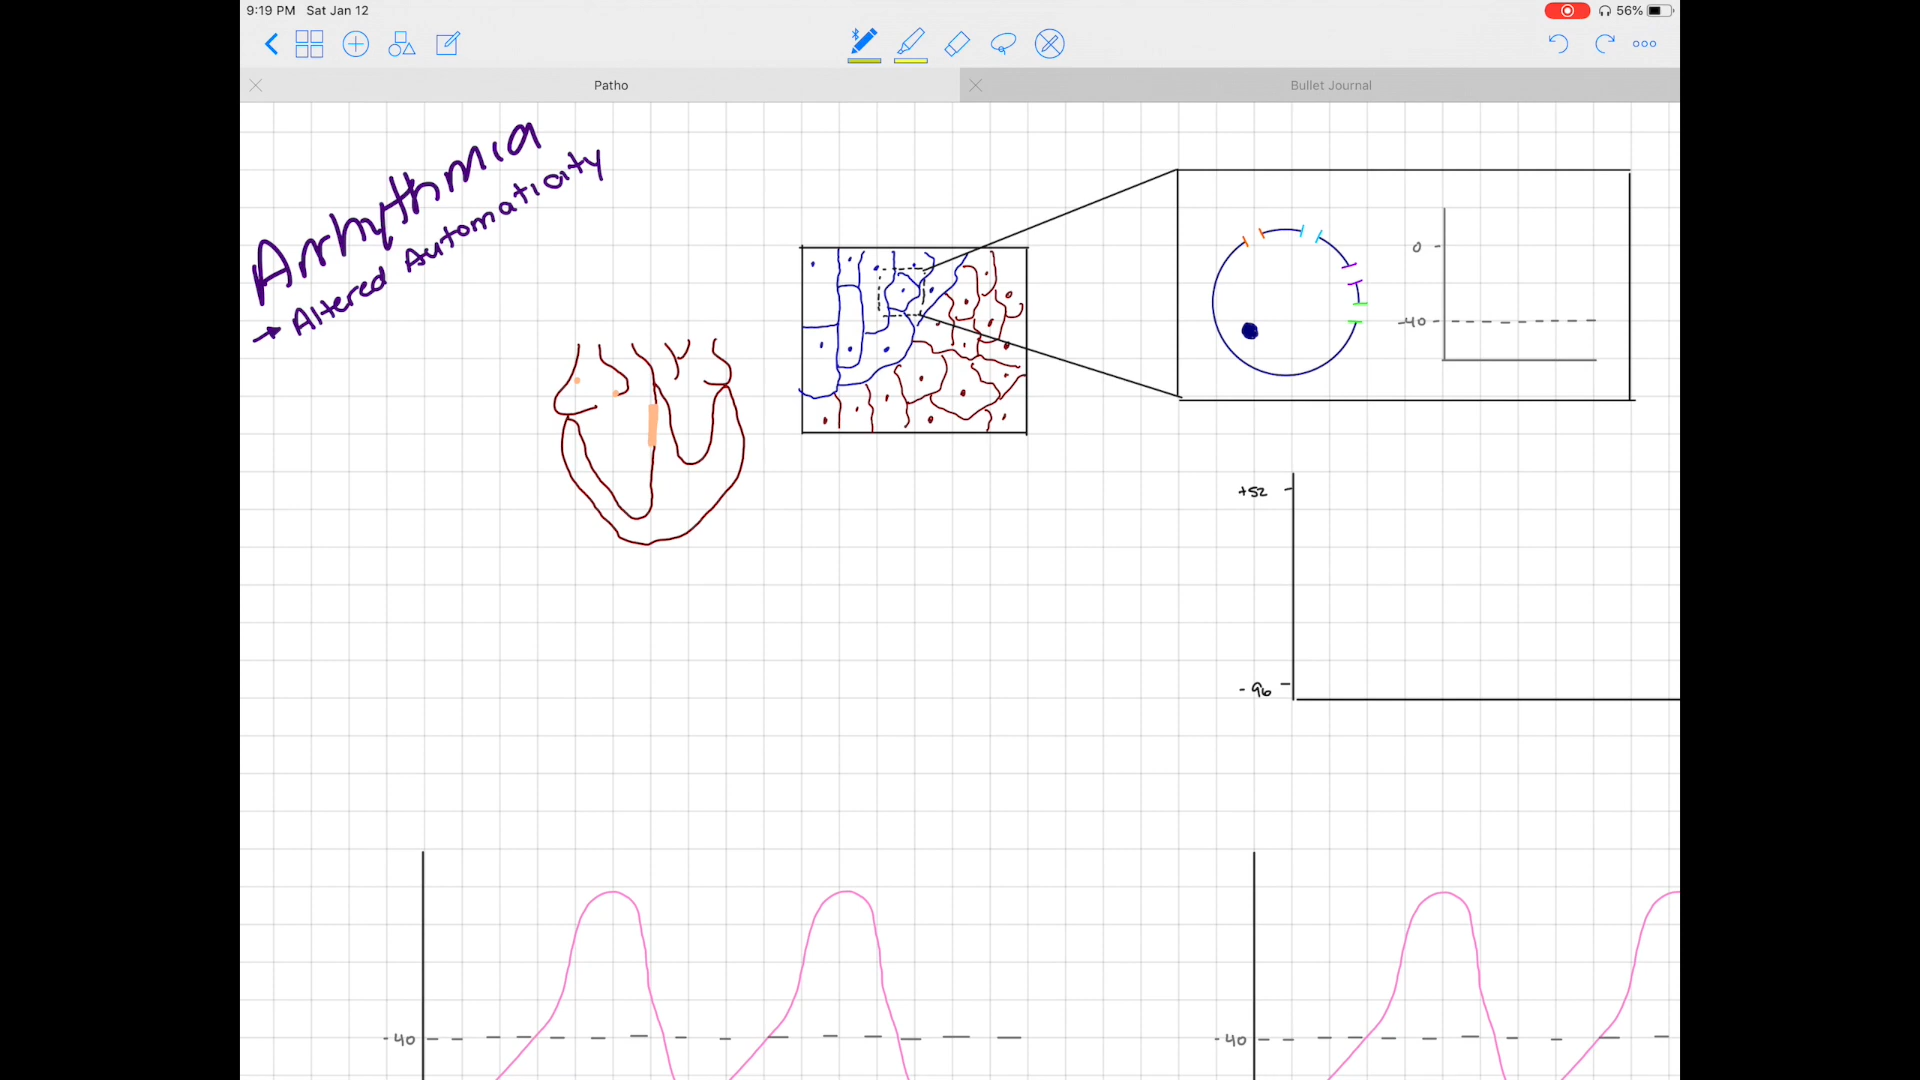 9:19 PM Sat Jan 12
56%
Patho
Bullet Journal
Arrhythmia
→ Altered Automaticity
0
-40
+52
-96
-40
-40